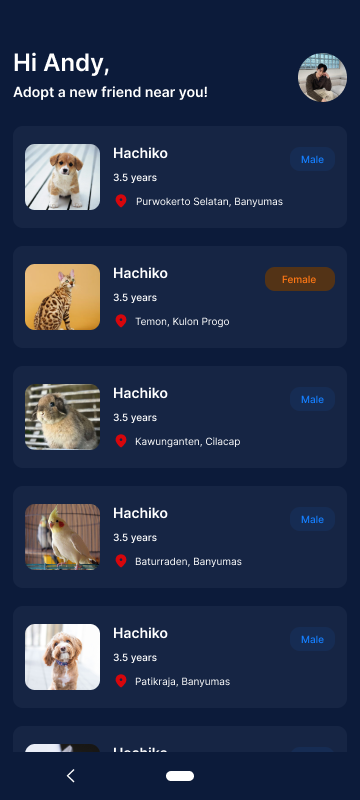 Hi Andy,
Adopt a new friend near you!
Hachiko
Male
3.5 years
Purwokerto Selatan, Banyumas
Hachiko
Female
3.5 years
Temon, Kulon Progo
Hachiko
Male
3.5 years
Kawunganten, Cilacap
Hachiko
Male
3.5 years
Baturraden, Banyumas
Hachiko
Male
3.5 years
Patikraja, Banyumas
Hachiko